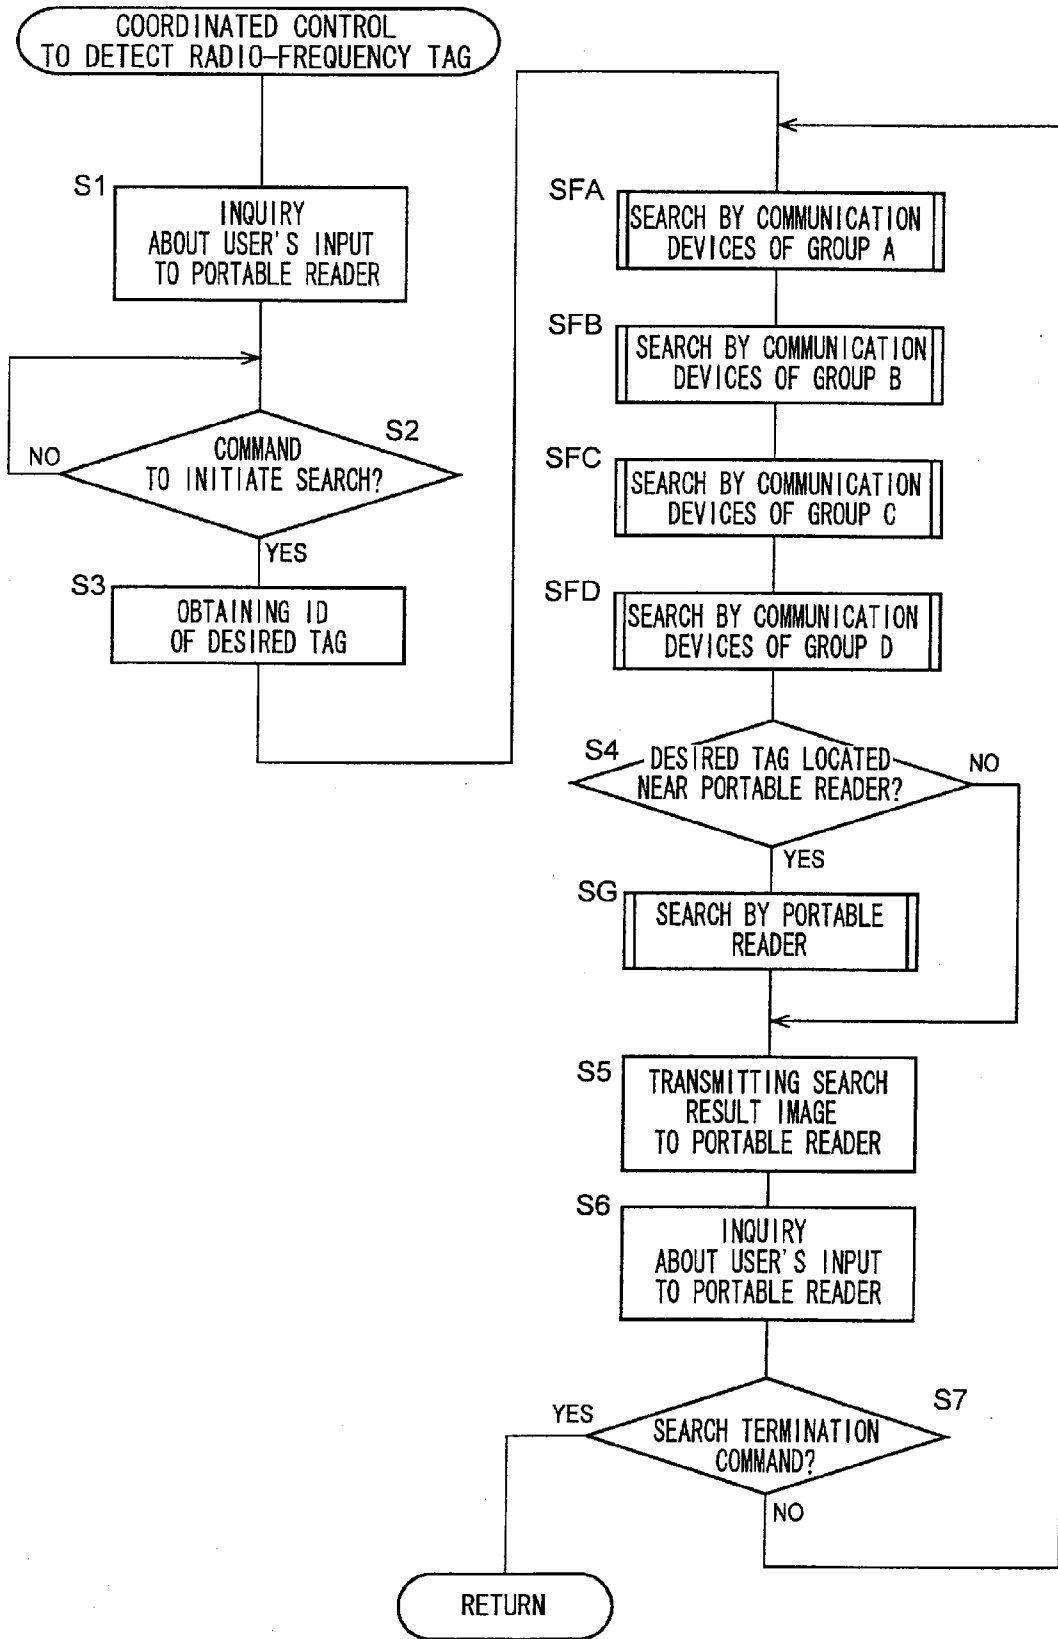 COORDINATED CONTROL
TO DETECT RADIO-FREQUENCY TAG
S1
INQUIRY
ABOUT USER'S INPUT
TO PORTABLE READER
S2
COMMAND
TO INITIATE SEARCH?
NO
YES
S3
OBTAINING ID
OF DESIRED TAG
SFA
SEARCH BY COMMUNICATION
DEVICES OF GROUP A
SFB
SEARCH BY COMMUNICATION
DEVICES OF GROUP B
SFC
SEARCH BY COMMUNICATION
DEVICES OF GROUP C
SFD
SEARCH BY COMMUNICATION
DEVICES OF GROUP D
S4
DESIRED TAG LOCATED
NEAR PORTABLE READER?
NO
YES
SG
SEARCH BY PORTABLE
READER
S5
TRANSMITTING SEARCH
RESULT IMAGE
TO PORTABLE READER
S6
INQUIRY
ABOUT USER'S INPUT
TO PORTABLE READER
S7
YES
SEARCH TERMINATION
COMMAND?
NO
RETURN